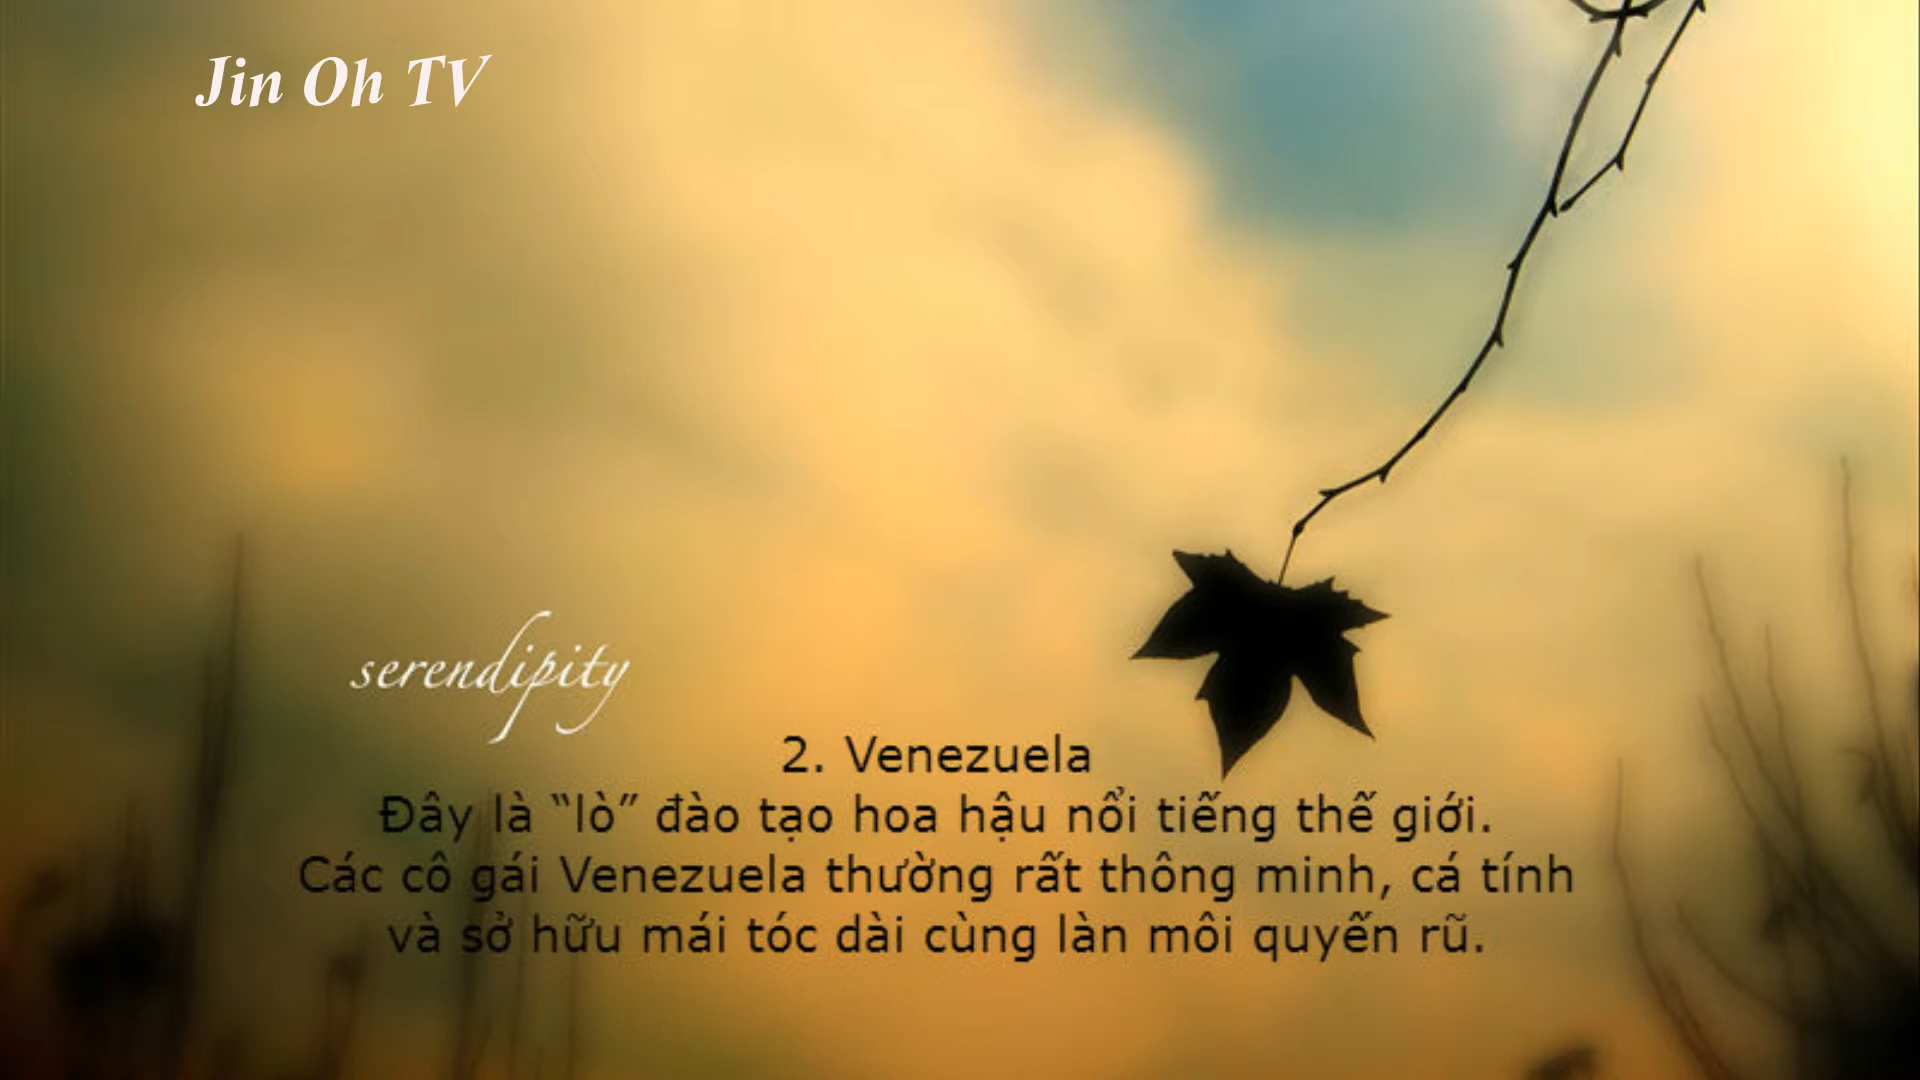 Jin Oh TV
serendipity
2. Venezuela
Đây là “lò” đào tạo hoa hậu nổi tiếng thế giới.
Các cô gái Venezuela thường rất thông minh, cá tính
và sở hữu mái tóc dài cùng làn môi quyến rũ.